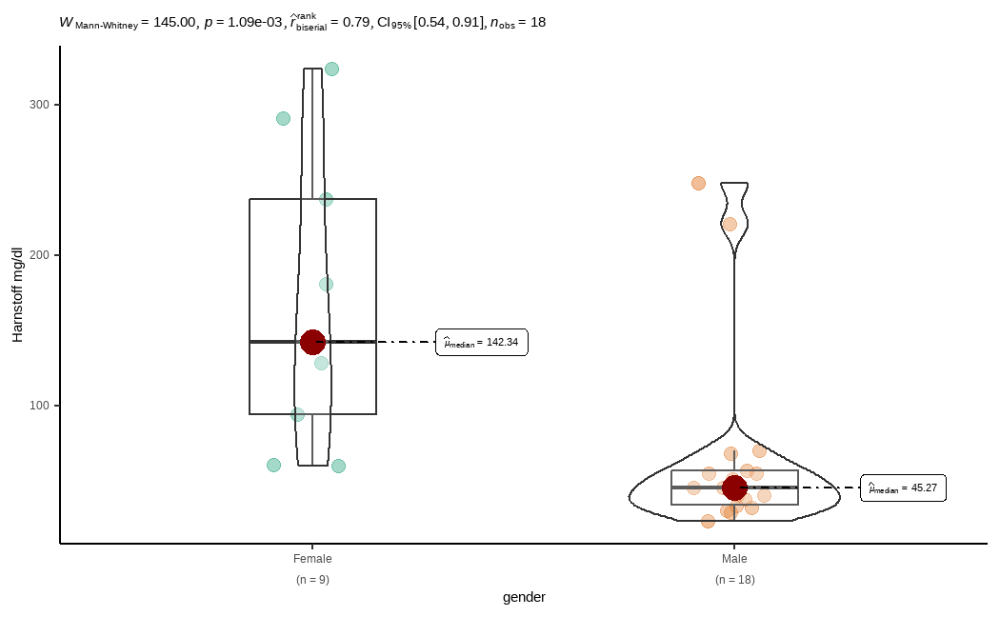 W Mann-Whitney = 145.00, p = 1.09e-03, r̂ rank biserial = 0.79, CI95% [0.54, 0.91], nobs = 18
300
200
100
Harnstoff mg/dl
μ̂median = 142.34
μ̂median = 45.27
Female
(n = 9)
Male
(n = 18)
gender